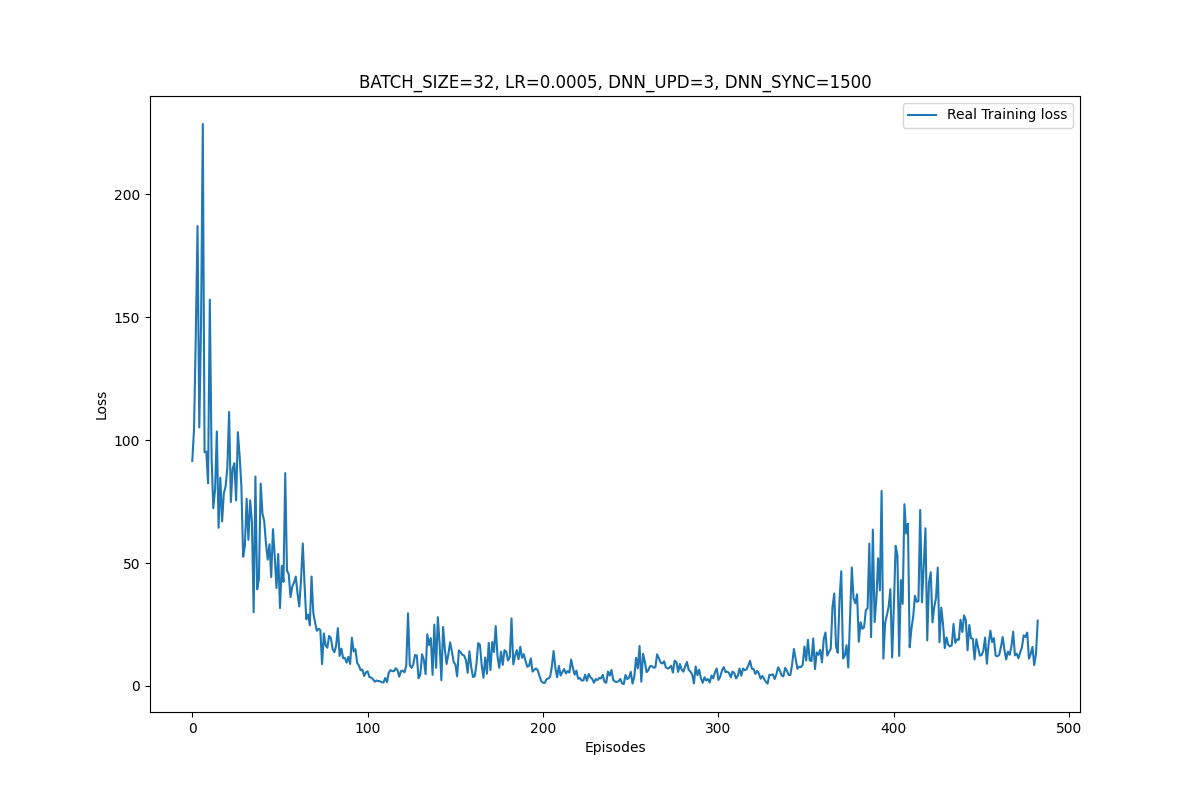 BATCH_SIZE=32, LR=0.0005, DNN_UPD=3, DNN_SYNC=1500
Real Training loss
200
150
100
50
0
Loss
0 100 200 300 400 500
Episodes